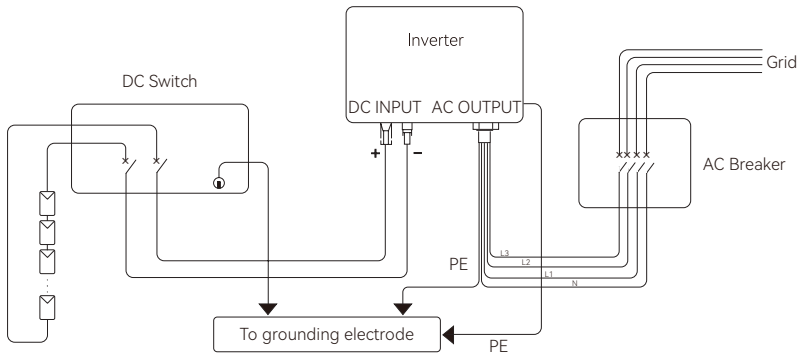 Inverter
Grid
DC Switch
DC INPUT AC OUTPUT
+ −
AC Breaker
L3
PE
L2
L1
N
To grounding electrode
PE